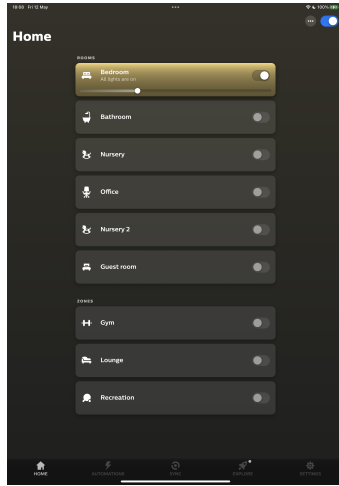 19:00 Fri 12 May
100%
Home
ROOMS
Bedroom
All lights are on
Bathroom
Nursery
Office
Nursery 2
Guest room
ZONES
Gym
Lounge
Recreation
HOME
AUTOMATIONS
SYNC
EXPLORE
SETTINGS